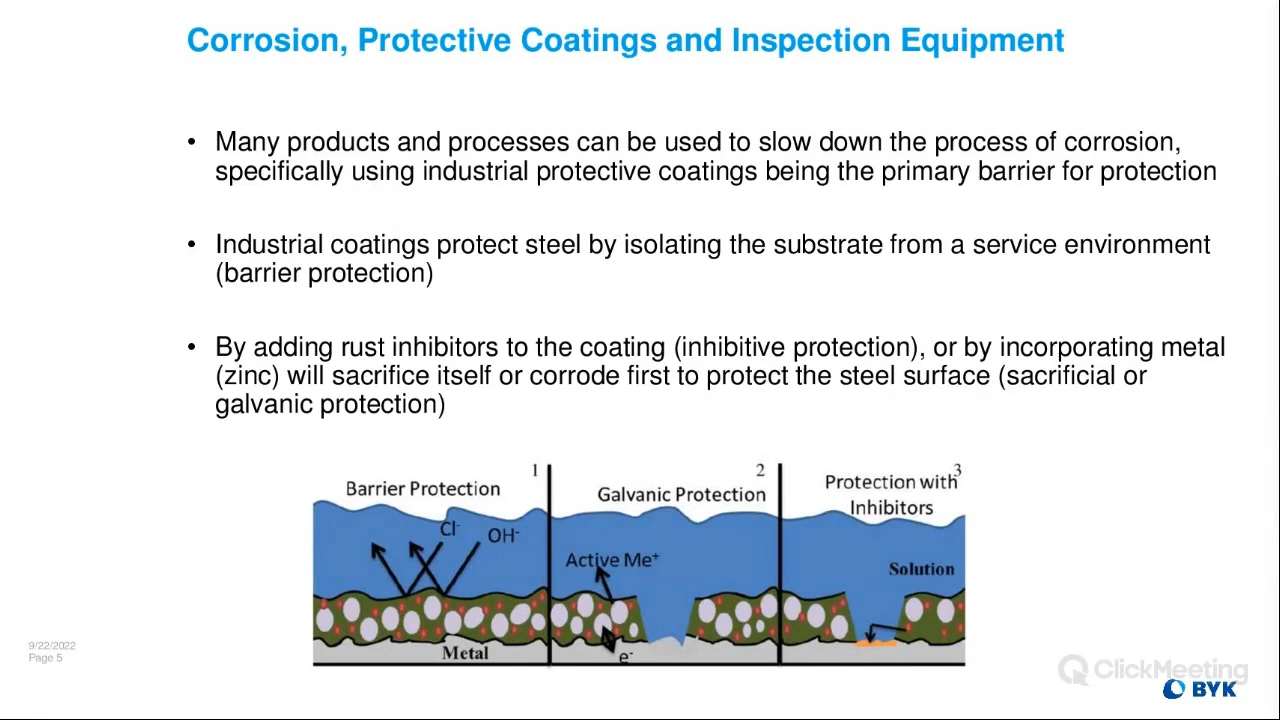 Corrosion, Protective Coatings and Inspection Equipment
• Many products and processes can be used to slow down the process of corrosion,
specifically using industrial protective coatings being the primary barrier for protection
• Industrial coatings protect steel by isolating the substrate from a service environment
(barrier protection)
• By adding rust inhibitors to the coating (inhibitive protection), or by incorporating metal
(zinc) will sacrifice itself or corrode first to protect the steel surface (sacrificial or
galvanic protection)
1
Barrier Protection
Cl-
OH-
Metal
2
Galvanic Protection
Active Me+
e-
3
Protection with
Inhibitors
Solution
9/22/2022
Page 5
ClickMeeting
BYK